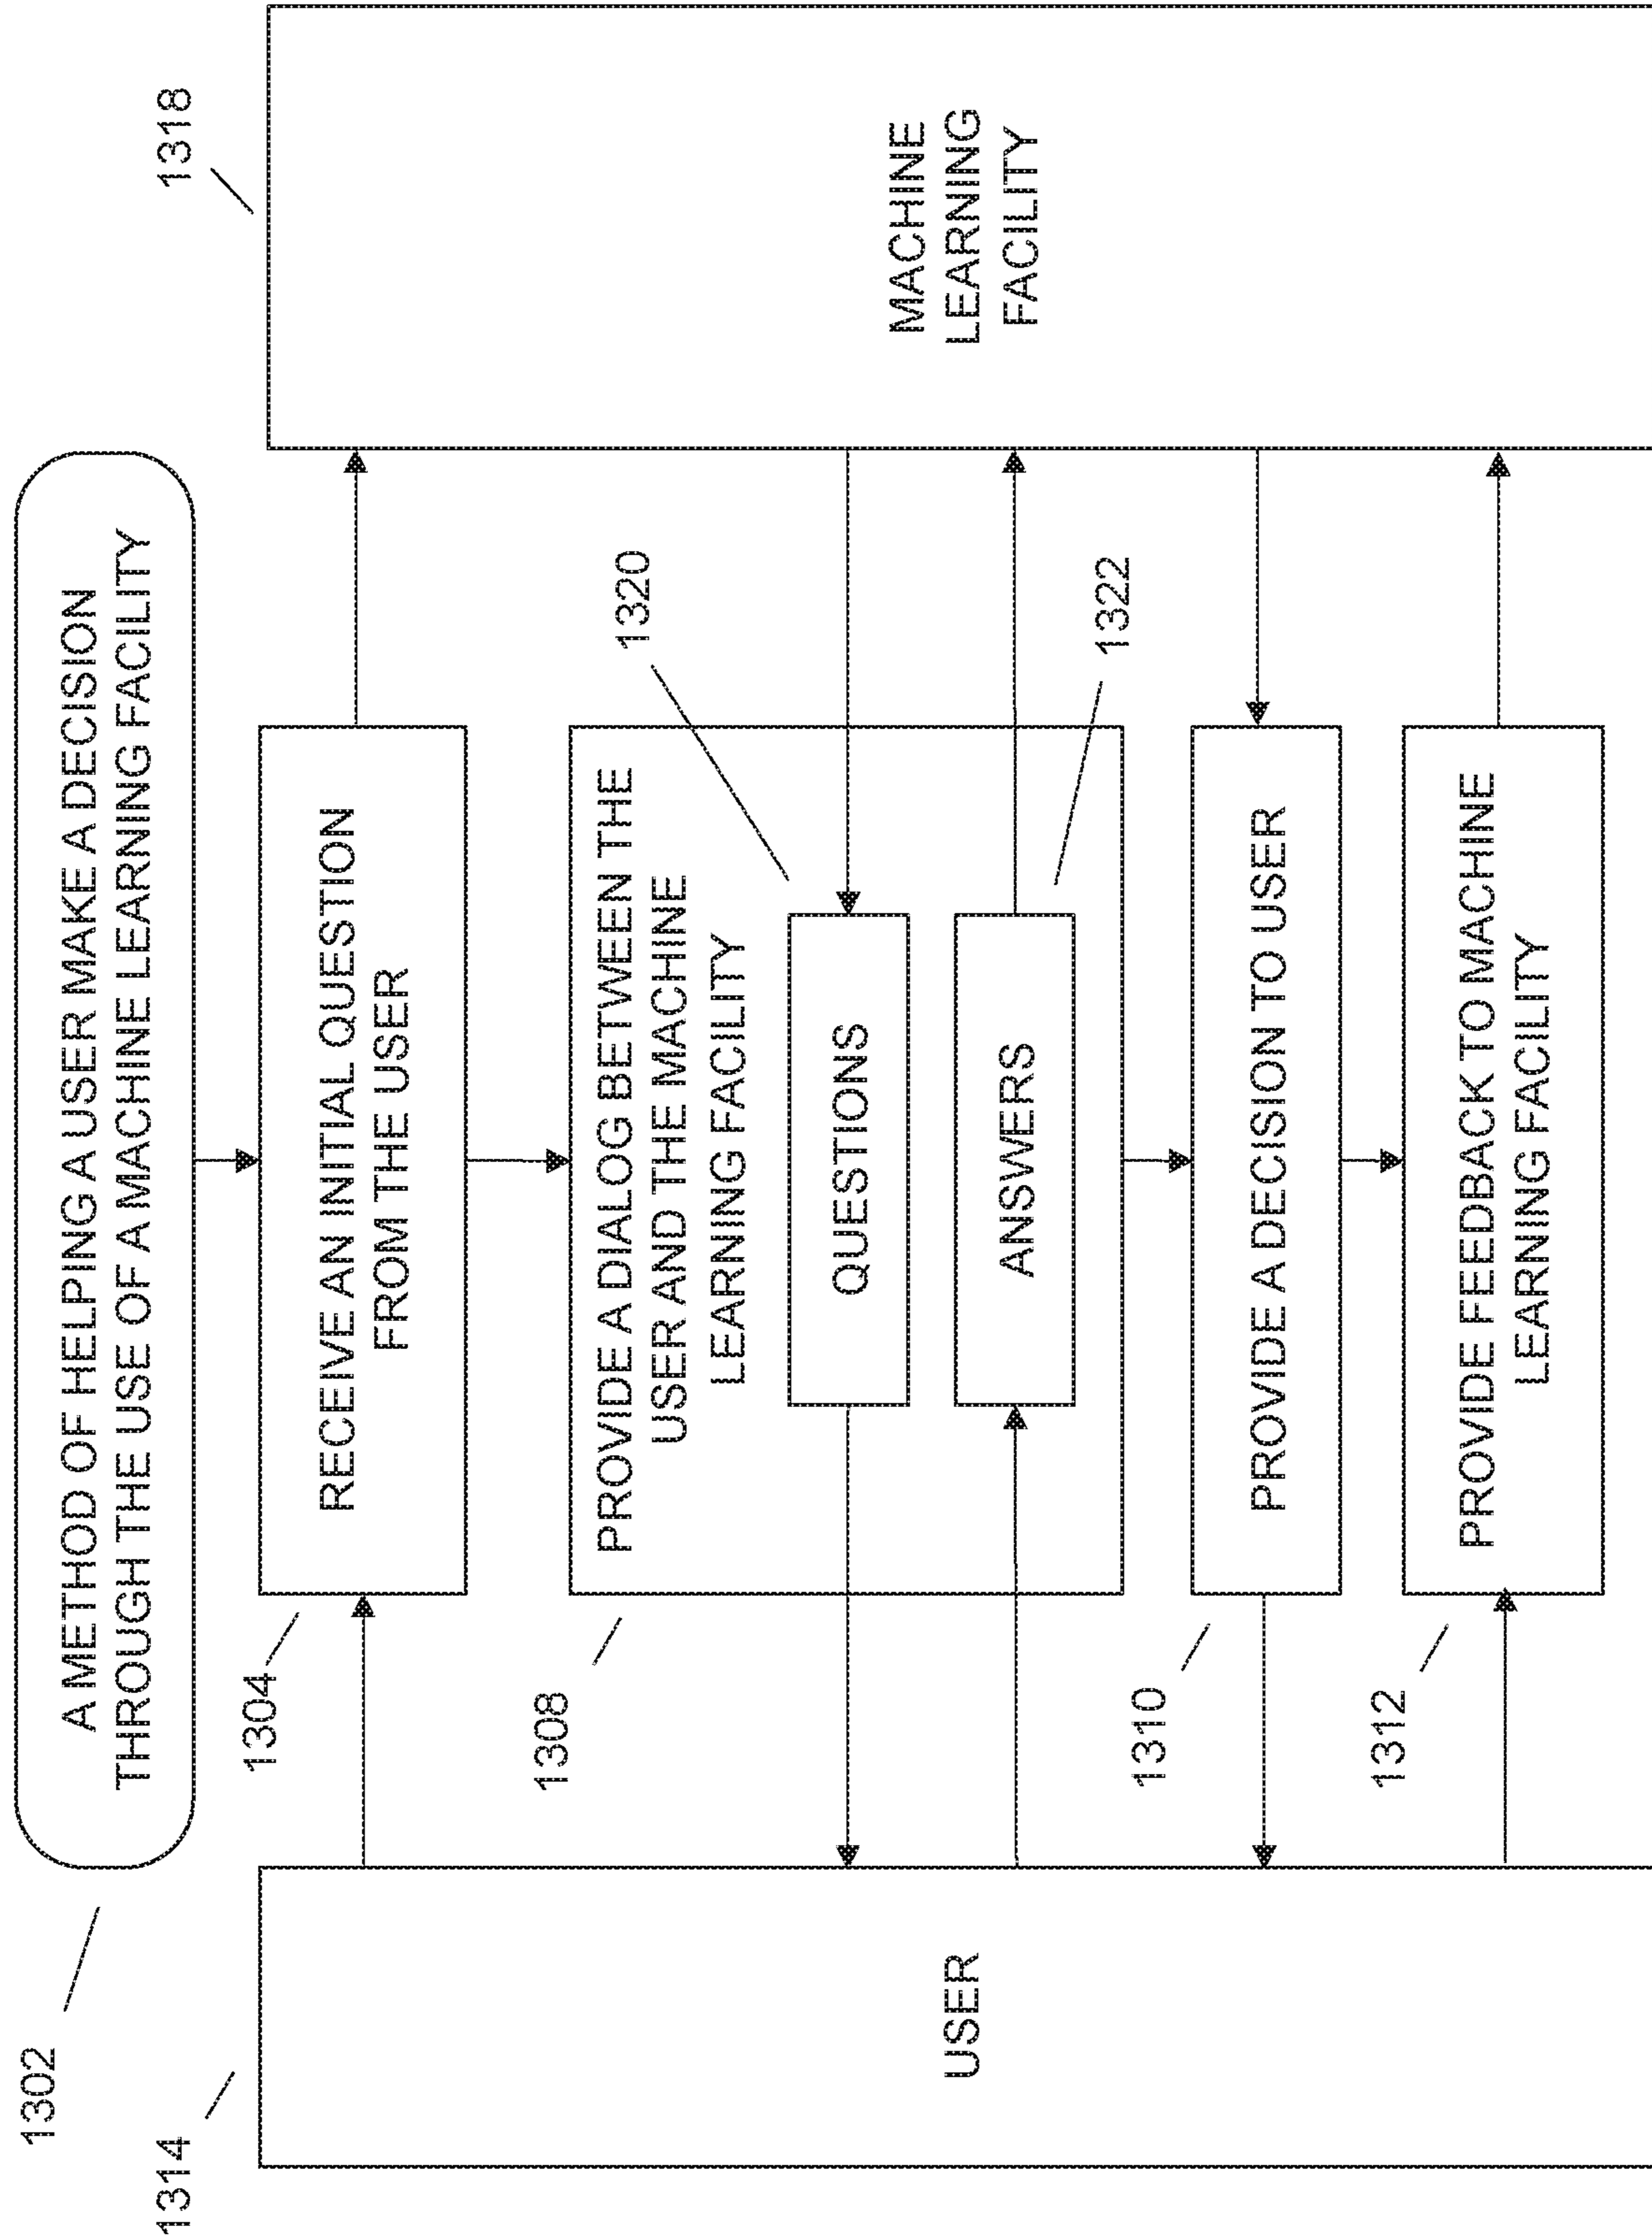 1302
A METHOD OF HELPING A USER MAKE A DECISION
THROUGH THE USE OF A MACHINE LEARNING FACILITY
1314
USER
1304
RECEIVE AN INITIAL QUESTION
FROM THE USER
1318
MACHINE
LEARNING
FACILITY
1308
PROVIDE A DIALOG BETWEEN THE
USER AND THE MACHINE
LEARNING FACILITY
1320
QUESTIONS
ANSWERS
1322
1310
PROVIDE A DECISION TO USER
1312
PROVIDE FEEDBACK TO MACHINE
LEARNING FACILITY